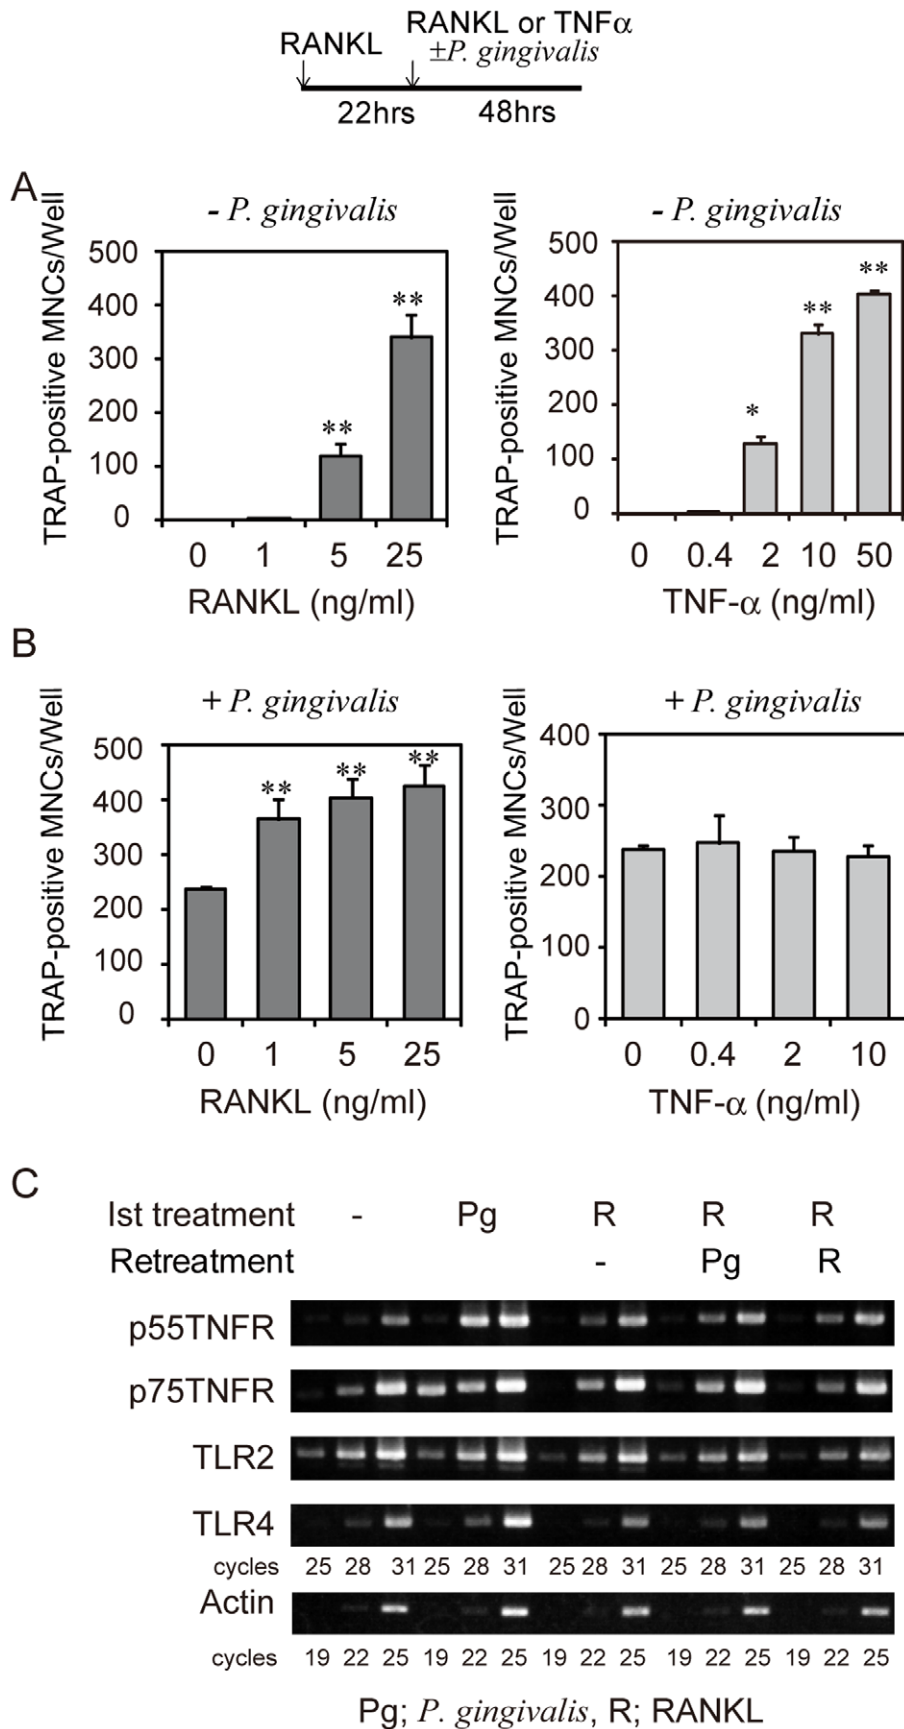 RANKL
RANKL or TNFα
±P. gingivalis
22hrs 48hrs
A
- P. gingivalis
TRAP-positive MNCs/Well
500
400
300
200
100
0
** **
0 1 5 25
RANKL (ng/ml)
- P. gingivalis
TRAP-positive MNCs/Well
500
400
300
200
100
0
* ** **
0 0.4 2 10 50
TNF-α (ng/ml)
B
+ P. gingivalis
TRAP-positive MNCs/Well
500
400
300
200
100
0
** ** **
0 1 5 25
RANKL (ng/ml)
+ P. gingivalis
TRAP-positive MNCs/Well
400
300
200
100
0
0 0.4 2 10
TNF-α (ng/ml)
C
Ist treatment - Pg R R R
Retreatment - Pg R
p55TNFR
p75TNFR
TLR2
TLR4
cycles 25 28 31 25 28 31 25 28 31 25 28 31 25 28 31
Actin
cycles 19 22 25 19 22 25 19 22 25 19 22 25 19 22 25
Pg; P. gingivalis, R; RANKL